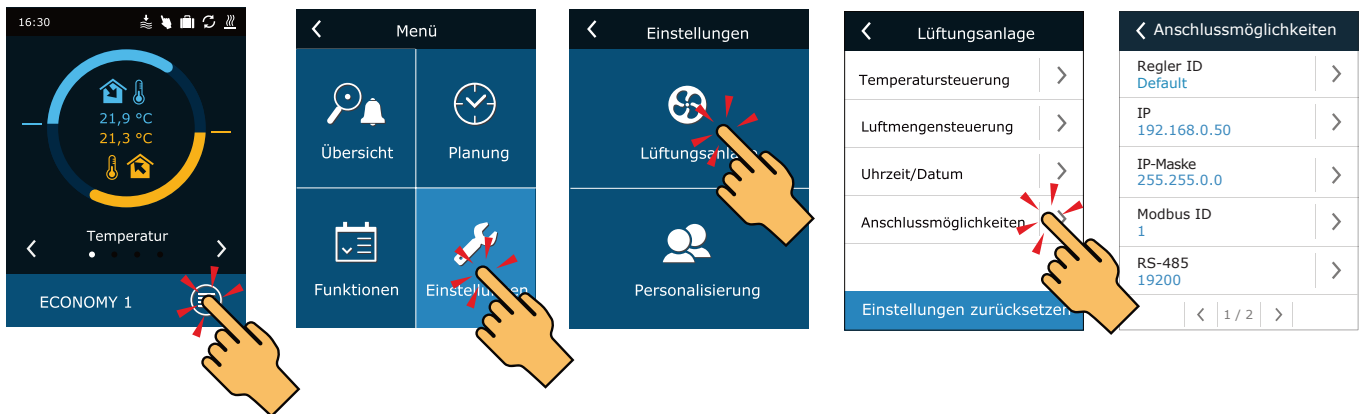 16:30
21,9 °C
21,3 °C
Temperatur
ECONOMY 1
Menü
Übersicht
Planung
Funktionen
Einstellungen
Einstellungen
Lüftungsanlage
Personalisierung
Lüftungsanlage
Temperatursteuerung
Luftmengensteuerung
Uhrzeit/Datum
Anschlussmöglichkeiten
Einstellungen zurücksetzen
Anschlussmöglichkeiten
Regler ID
Default
IP
192.168.0.50
IP-Maske
255.255.0.0
Modbus ID
1
RS-485
19200
1 / 2